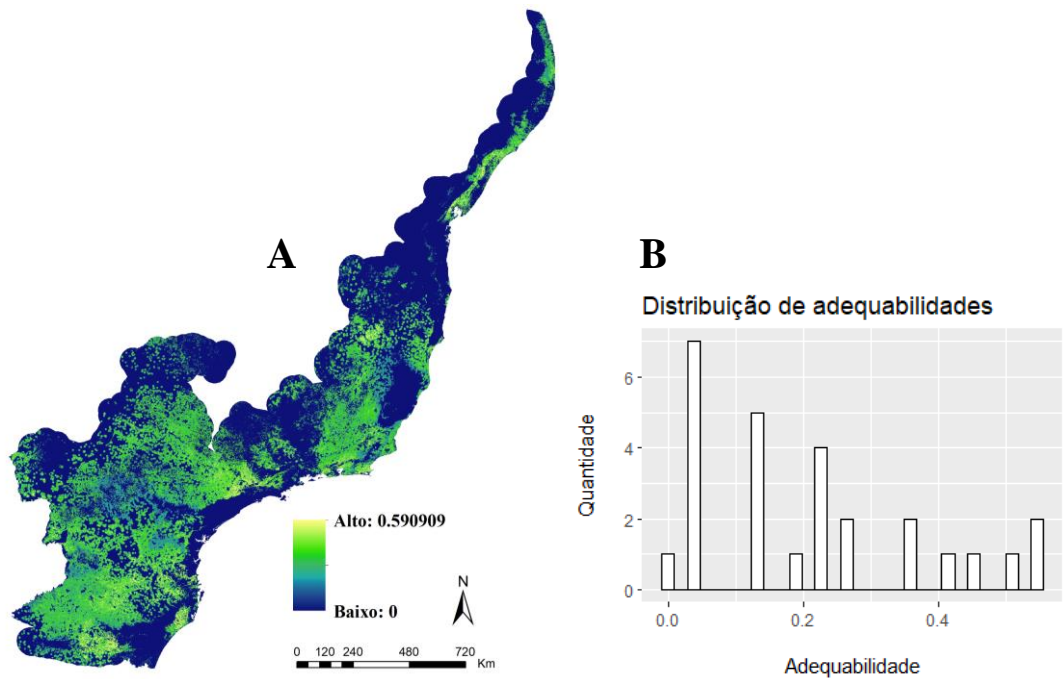 A
Alto: 0.590909
Baixo: 0
N
0 120 240 480 720
Km
B
Distribuição de adequabilidades
Quantidade
6
4
2
0
0.0 0.2 0.4
Adequabilidade